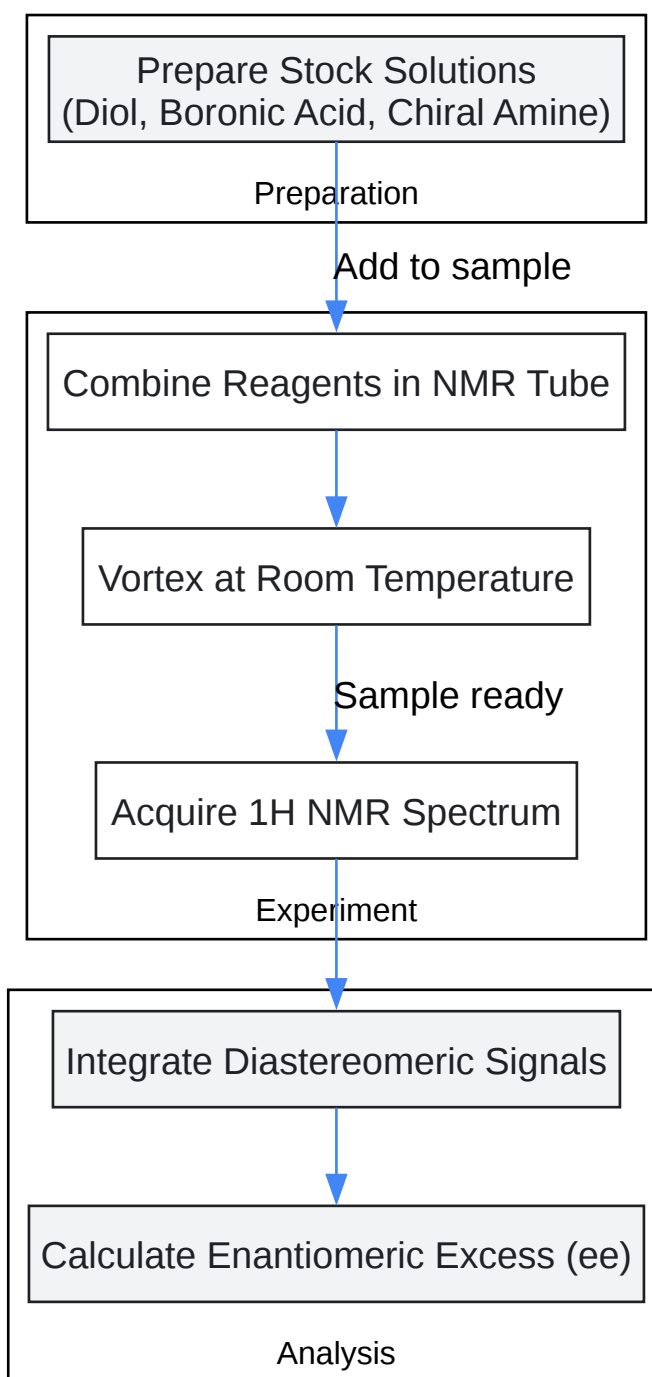 Prepare Stock Solutions
(Diol, Boronic Acid, Chiral Amine)
Preparation
Add to sample
Combine Reagents in NMR Tube
Vortex at Room Temperature
Sample ready
Acquire 1H NMR Spectrum
Experiment
Integrate Diastereomeric Signals
Calculate Enantiomeric Excess (ee)
Analysis